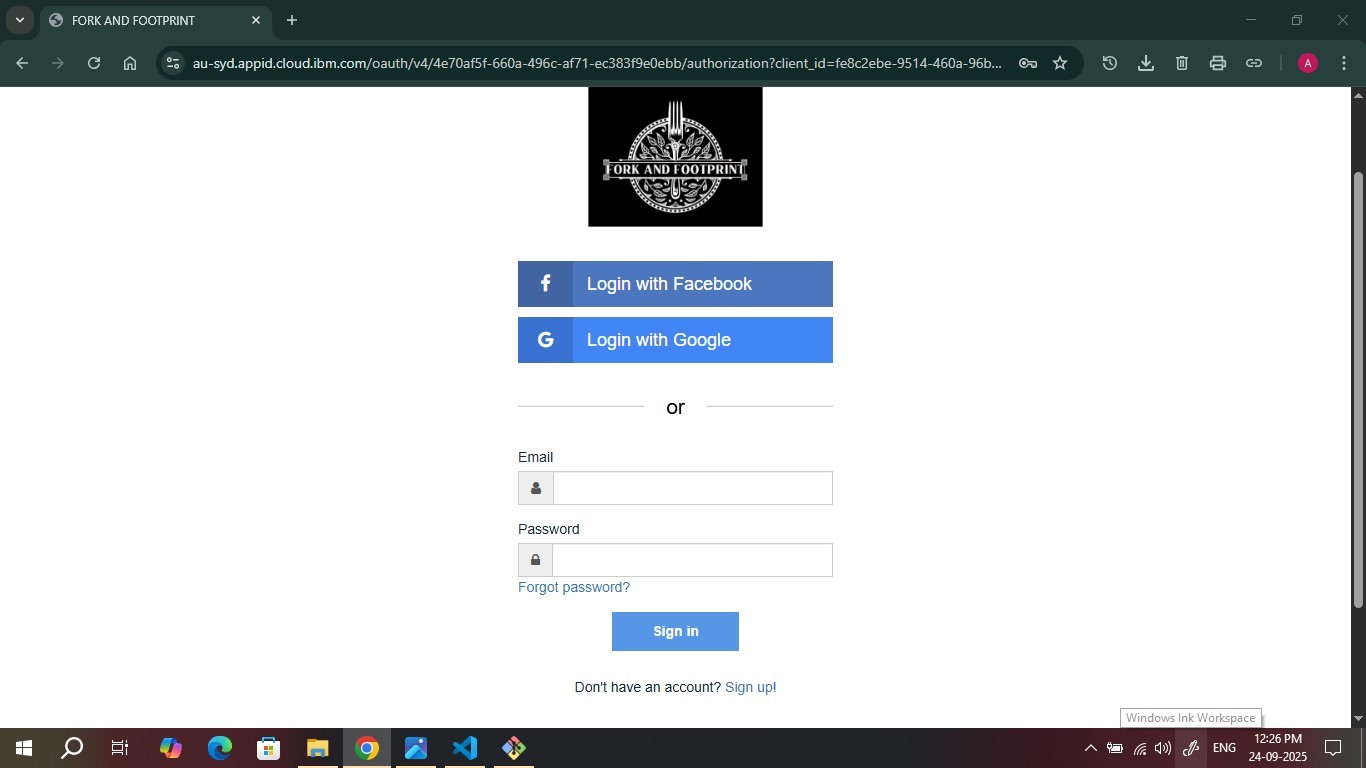 FORK AND FOOTPRINT
au-syd.appid.cloud.ibm.com/oauth/v4/4e70af5f-660a-496c-af71-ec383f9e0ebb/authorization?client_id=fe8c2ebe-9514-460a-96b...
A
FORK AND FOOTPRINT
f Login with Facebook
G Login with Google
or
Email
Password
Forgot password?
Sign in
Don't have an account? Sign up!
Windows Ink Workspace
ENG
12:26 PM
24-09-2025